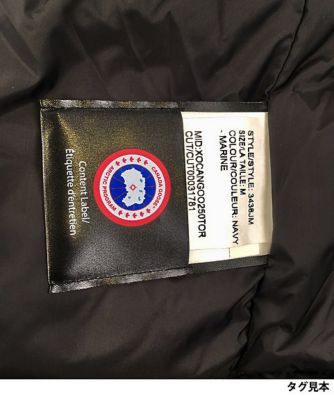 STYLE/STYLE: 3438JM
SIZE/LA TAILLE: M
COLOUR/COULEUR: NAVY
- MARINE
MID:XOCANGOO250TOR
CUT/CUT00031781
CANADA GOOSE
ARCTIC PROGRAM
Content Label/
Étiquette d'entretien
タグ見本